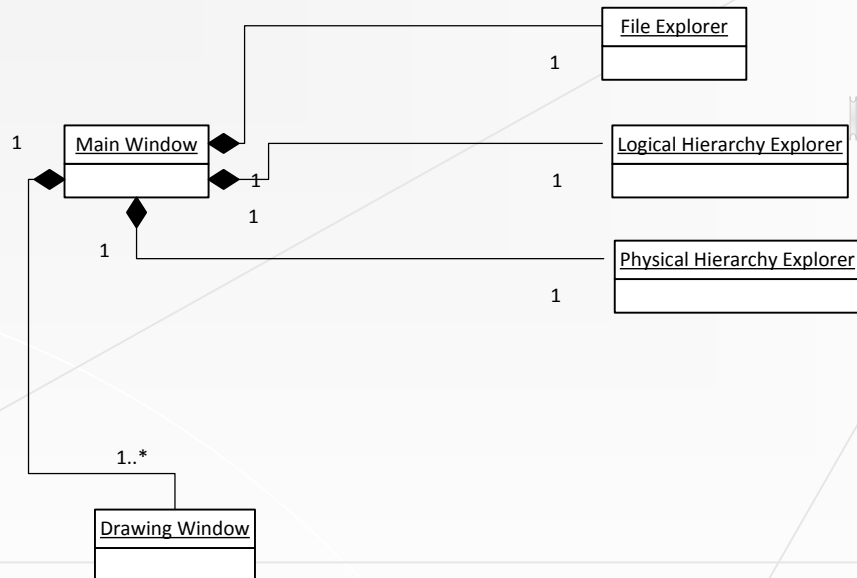 File Explorer
1
1
Main Window
Logical Hierarchy Explorer
1
1
1
1
Physical Hierarchy Explorer
1
1..*
Drawing Window